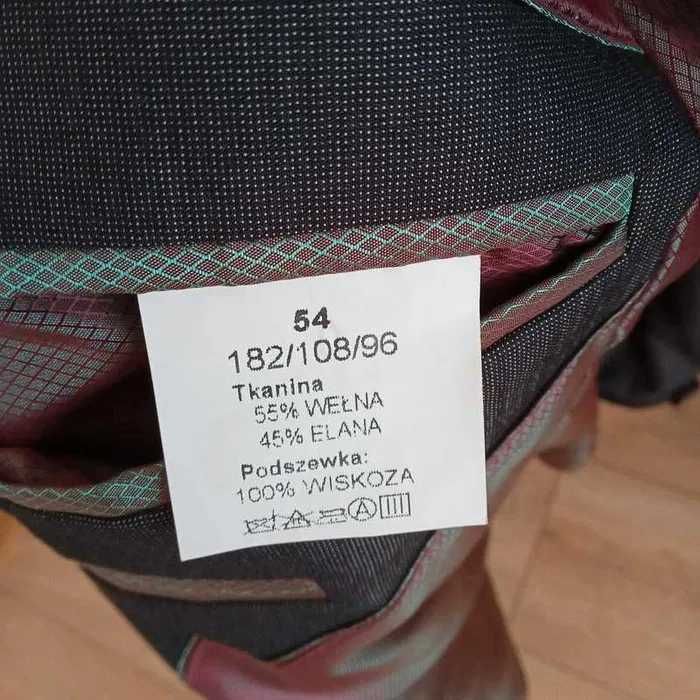 54
182/108/96
Tkanina
55% WEŁNA
45% ELANA
Podszewka:
100% WISKOZA
A